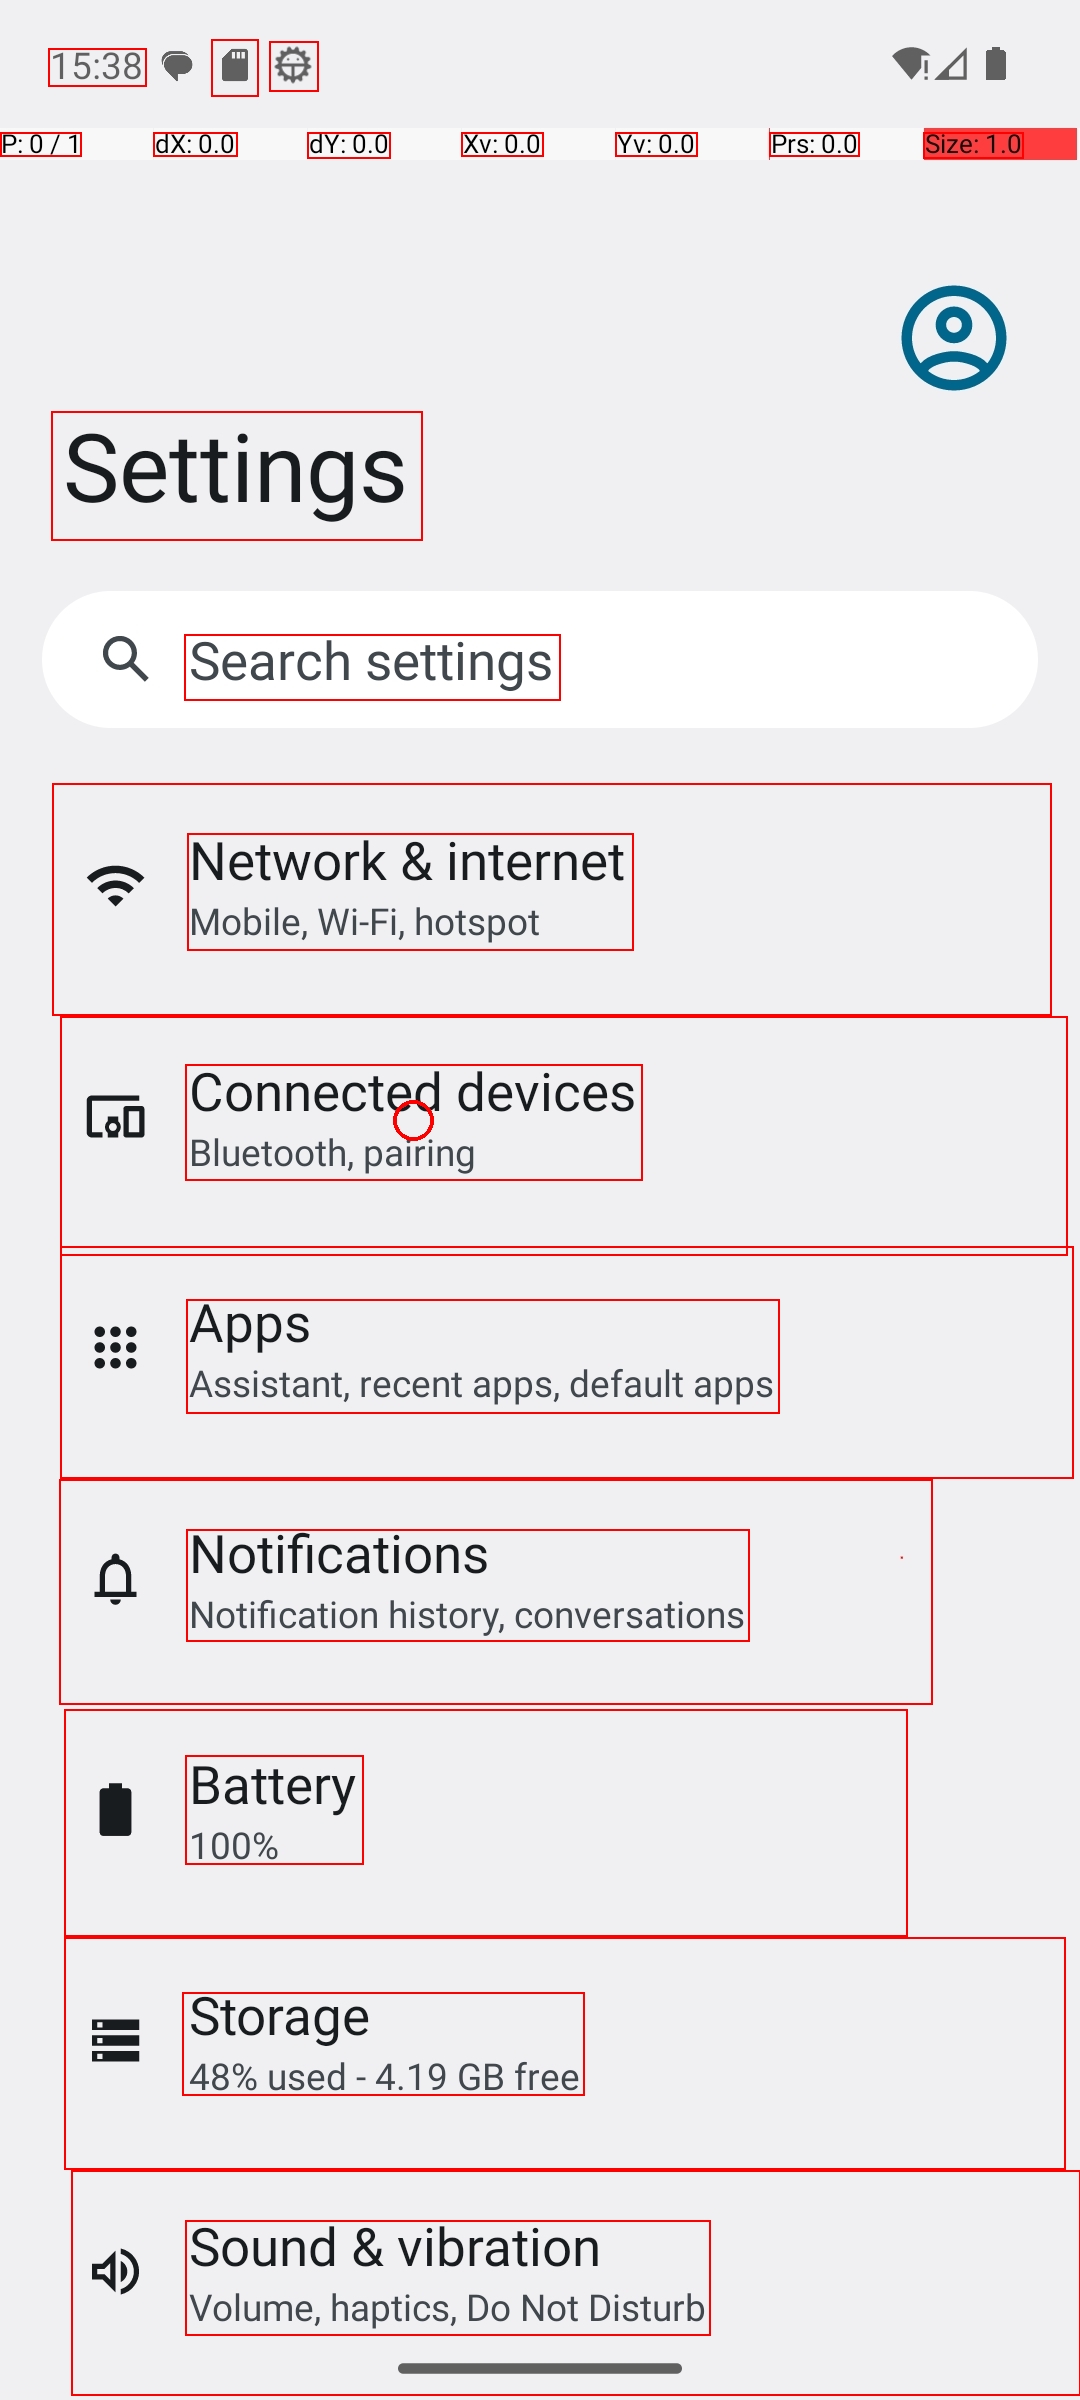 15:38
P: 0 / 1 dX: 0.0 dY: 0.0 Xv: 0.0 Yv: 0.0 Prs: 0.0 Size: 1.0
Settings
Search settings
Network & internet
Mobile, Wi-Fi, hotspot
Connected devices
Bluetooth, pairing
Apps
Assistant, recent apps, default apps
Notifications
Notification history, conversations
Battery
100%
Storage
48% used - 4.19 GB free
Sound & vibration
Volume, haptics, Do Not Disturb